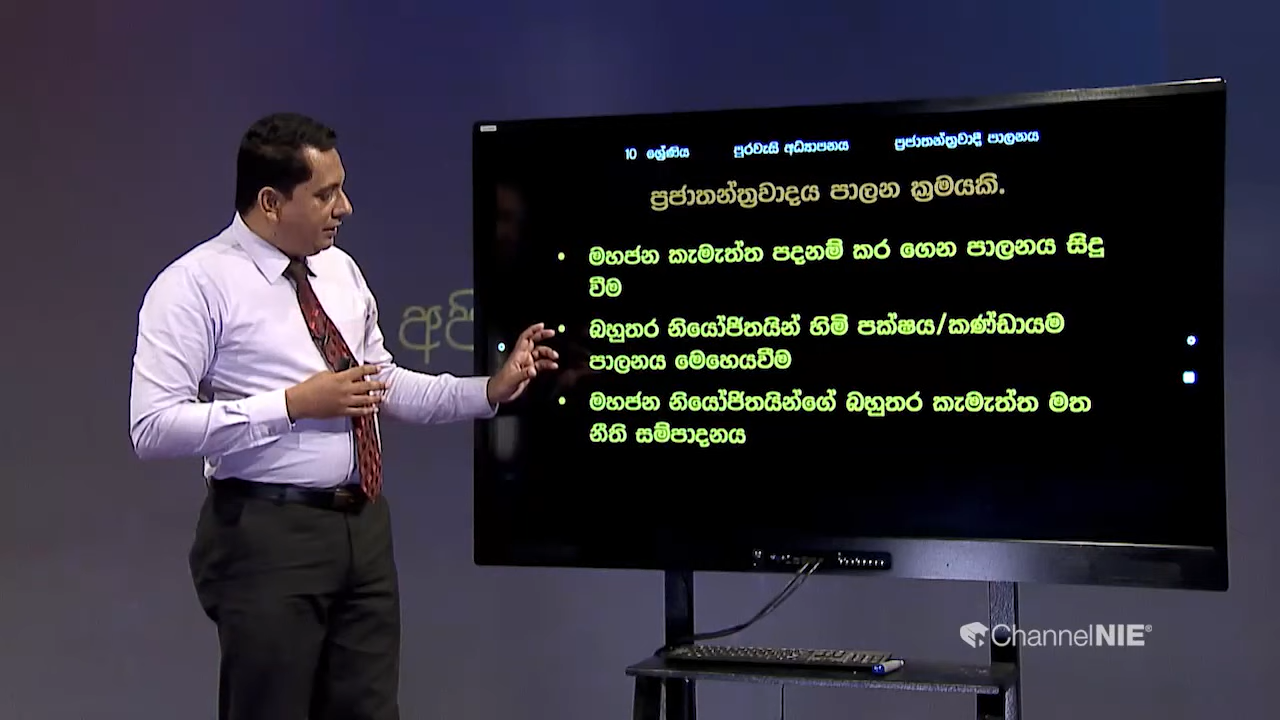 10 ශ්‍රේණිය පුරවැසි අධ්‍යාපනය ප්‍රජාතන්ත්‍රවාදී පාලනය
ප්‍රජාතන්ත්‍රවාදය පාලන ක්‍රමයකි.
• මහජන කැමැත්ත පදනම් කර ගෙන පාලනය සිදු
වීම
• බහුතර නියෝජිතයින් හිමි පක්ෂය/කණ්ඩායම
පාලනය මෙහෙයවීම
• මහජන නියෝජිතයින්ගේ බහුතර කැමැත්ත මත
නීති සම්පාදනය
අපි
ChannelNIE®